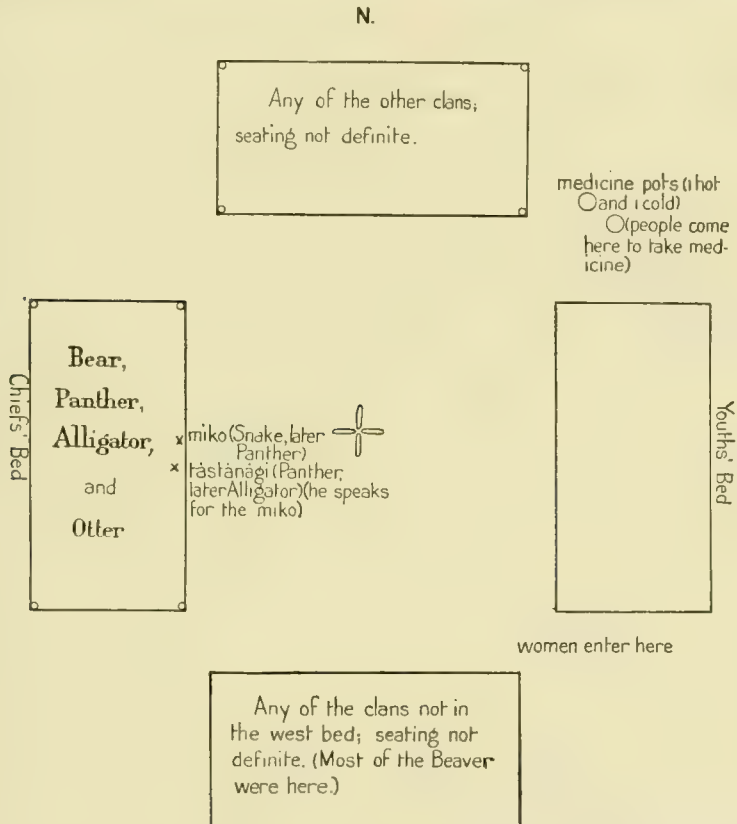 N.
Any of the other clans;
seating not definite.
medicine pots (1 hot
and 1 cold)
(people come
here to take med-
icine)
Chiefs' Bed
Bear,
Panther,
Alligator,
and
Otter
x miko (Snake, later
Panther)
x tàstànàgi (Panther,
later Alligator) (he speaks
for the miko)
Youths' Bed
women enter here
Any of the clans not in
the west bed; seating not
definite. (Most of the Beaver
were here.)